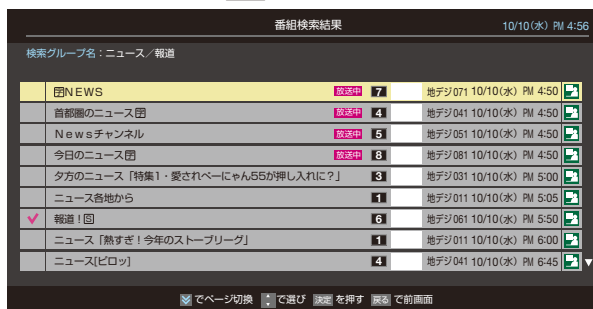 番組検索結果 10/10(水) PM 4:56
検索グループ名：ニュース／報道
字NEWS 放送中 7 地デジ071 10/10(水) PM 4:50
首都圏のニュース字 放送中 4 地デジ041 10/10(水) PM 4:50
Newsチャンネル 放送中 5 地デジ051 10/10(水) PM 4:50
今日のニュース字 放送中 8 地デジ081 10/10(水) PM 4:50
夕方のニュース「特集1・愛されべーにゃん55が押し入れに？」 3 地デジ031 10/10(水) PM 5:00
ニュース各地から 1 地デジ011 10/10(水) PM 5:05
報道！S 6 地デジ061 10/10(水) PM 5:50
ニュース「熱すぎ！今年のストーブリーグ」 1 地デジ011 10/10(水) PM 6:00
ニュース[ピロッ] 4 地デジ041 10/10(水) PM 6:45
でページ切換 で選び 決定 を押す 戻る で前画面